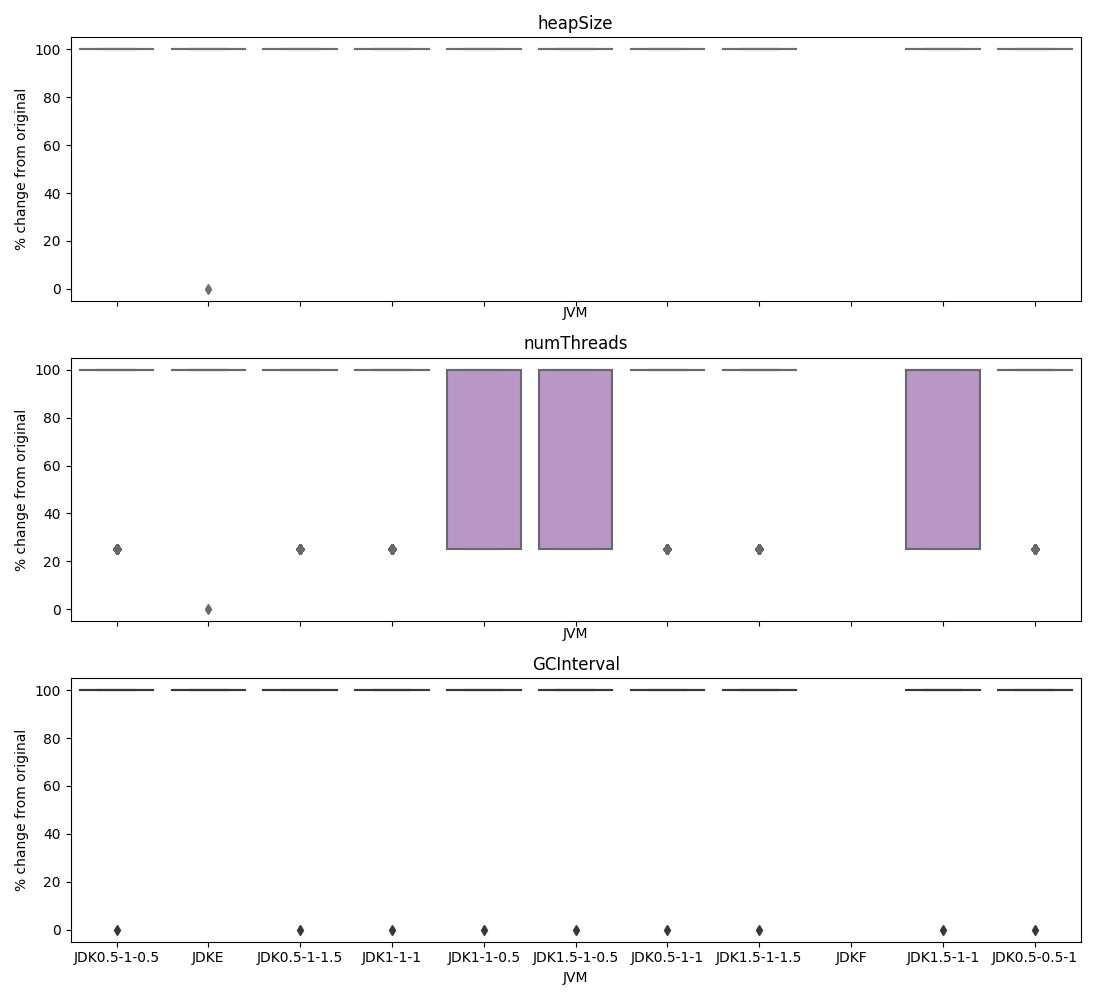 heapSize
100
80
60
40
20
0
% change from original
JVM
numThreads
100
80
60
40
20
0
% change from original
JVM
GCInterval
100
80
60
40
20
0
% change from original
JDK0.5-1-0.5 JDKE JDK0.5-1-1.5 JDK1-1-1 JDK1-1-0.5 JDK1.5-1-0.5 JDK0.5-1-1 JDK1.5-1-1.5 JDKF JDK1.5-1-1 JDK0.5-0.5-1
JVM